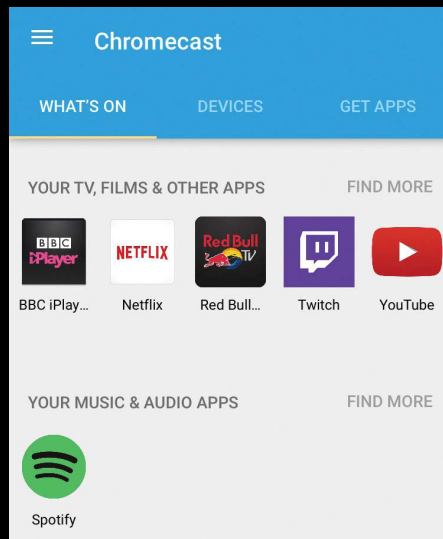 Chromecast
WHAT'S ON DEVICES GET APPS
YOUR TV, FILMS & OTHER APPS FIND MORE
BBC
iPlayer
NETFLIX
Red Bull
TV
BBC iPlay... Netflix Red Bull... Twitch YouTube
YOUR MUSIC & AUDIO APPS FIND MORE
Spotify